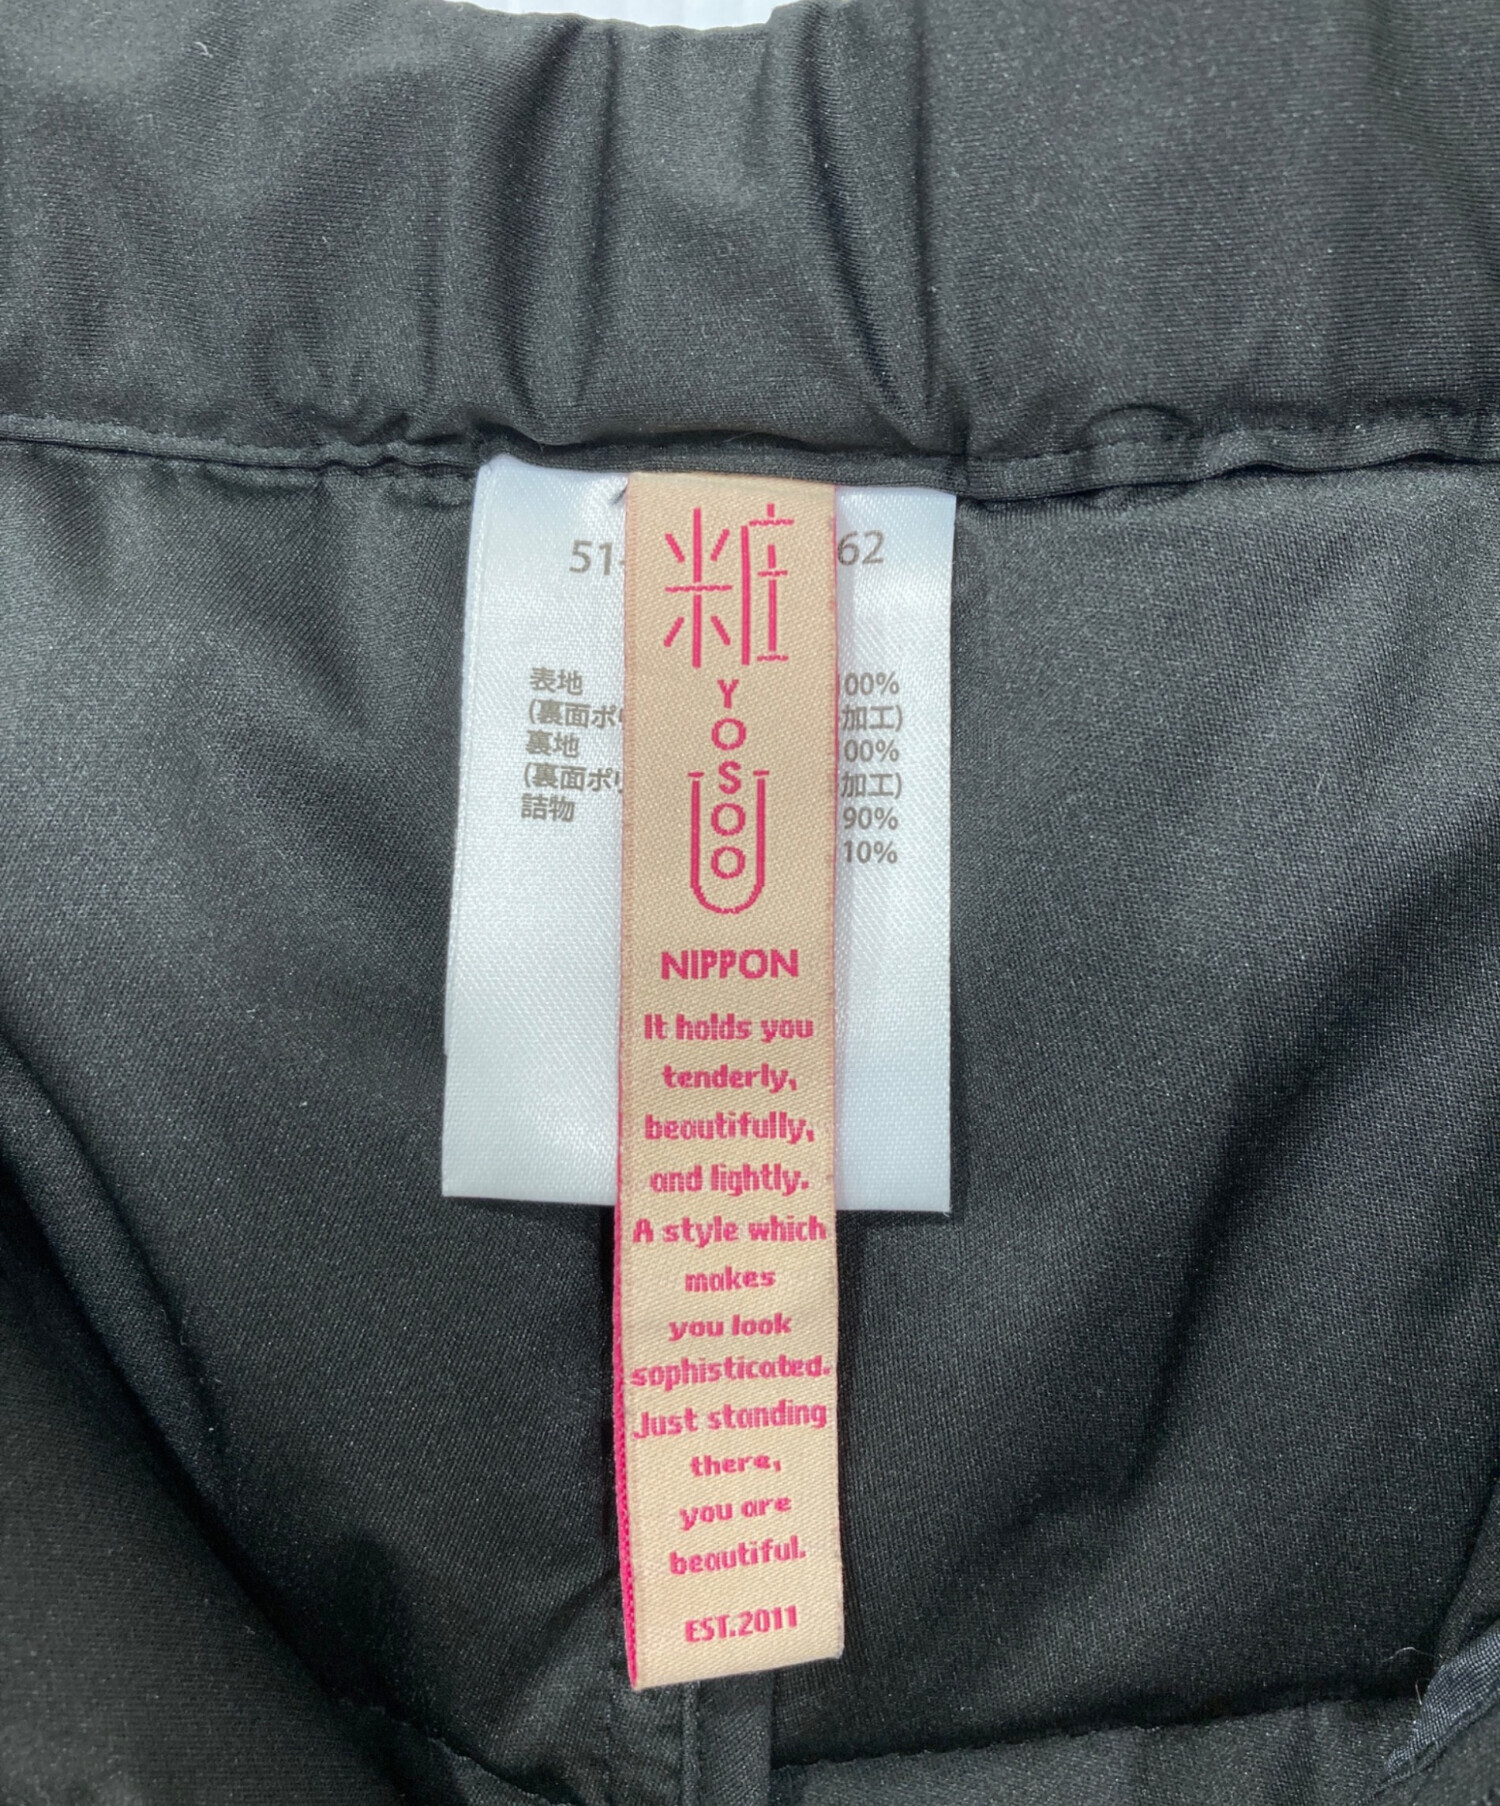 粧
YOSOO
NIPPON
It holds you
tenderly,
beautifully,
and lightly.
A style which
makes
you look
sophisticated.
Just standing
there,
you are
beautiful.
EST.2011
51
62
表地 00%
(裏面ポリ 加工)
裏地 00%
(裏面ポリ 加工)
詰物 90%
10%